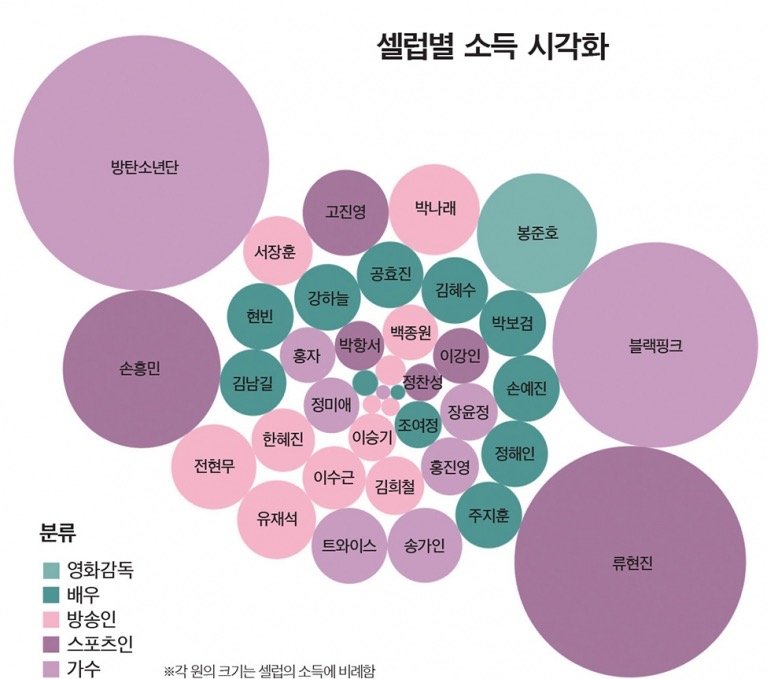 셀럽별 소득 시각화
방탄소년단
고진영
박나래
봉준호
서장훈
공효진
강하늘
김혜수
현빈
박보검
백종원
박항서
홍자
이강인
블랙핑크
손흥민
김남길
정찬성
손예진
정미애
장윤정
조여정
한혜진
이승기
정해인
전현무
홍진영
이수근
김희철
유재석
주지훈
트와이스
송가인
류현진
분류
영화감독
배우
방송인
스포츠인
가수
※각 원의 크기는 셀럽의 소득에 비례함